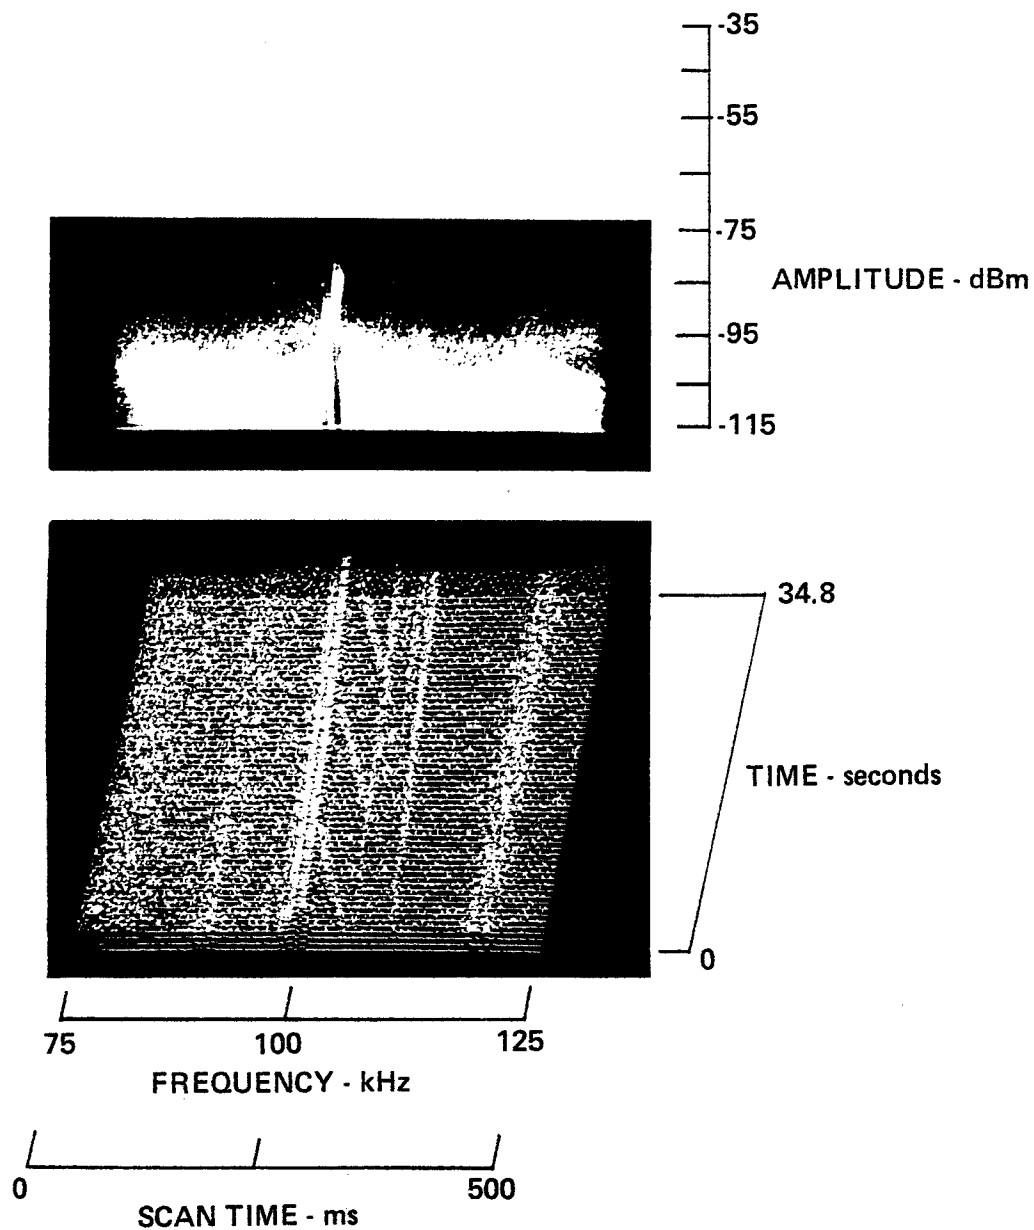 -35
-55
-75
AMPLITUDE - dBm
-95
-115
34.8
TIME - seconds
0
75 100 125
FREQUENCY - kHz
0 500
SCAN TIME - ms